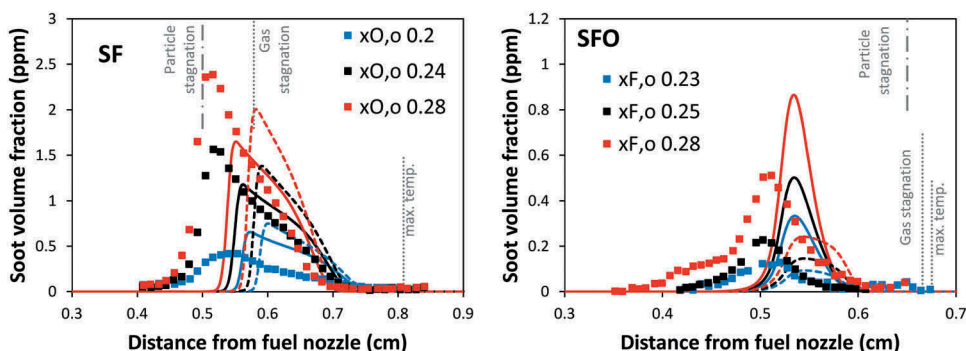 SF
Particle stagnation
Gas stagnation
xO,o 0.2
xO,o 0.24
xO,o 0.28
max. temp.
Soot volume fraction (ppm)
3
2.5
2
1.5
1
0.5
0
0.3 0.4 0.5 0.6 0.7 0.8 0.9
Distance from fuel nozzle (cm)
SFO
Particle stagnation
xF,o 0.23
xF,o 0.25
xF,o 0.28
Gas stagnation
max. temp.
Soot volume fraction (ppm)
1.2
1
0.8
0.6
0.4
0.2
0
0.3 0.4 0.5 0.6 0.7
Distance from fuel nozzle (cm)